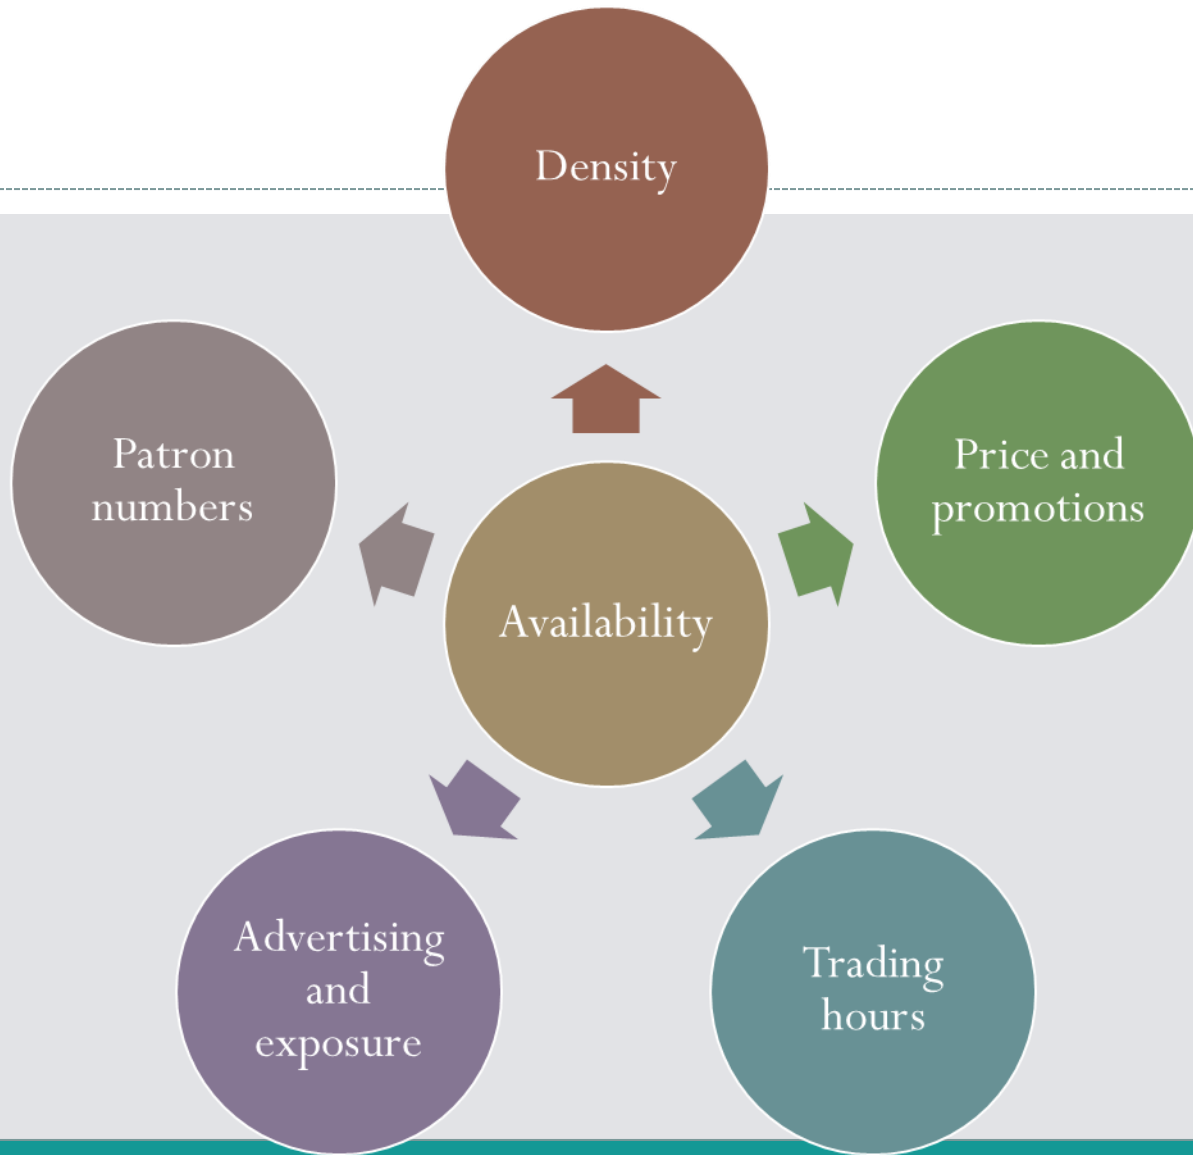 Density
Patron
numbers
Price and
promotions
Availability
Advertising
and
exposure
Trading
hours